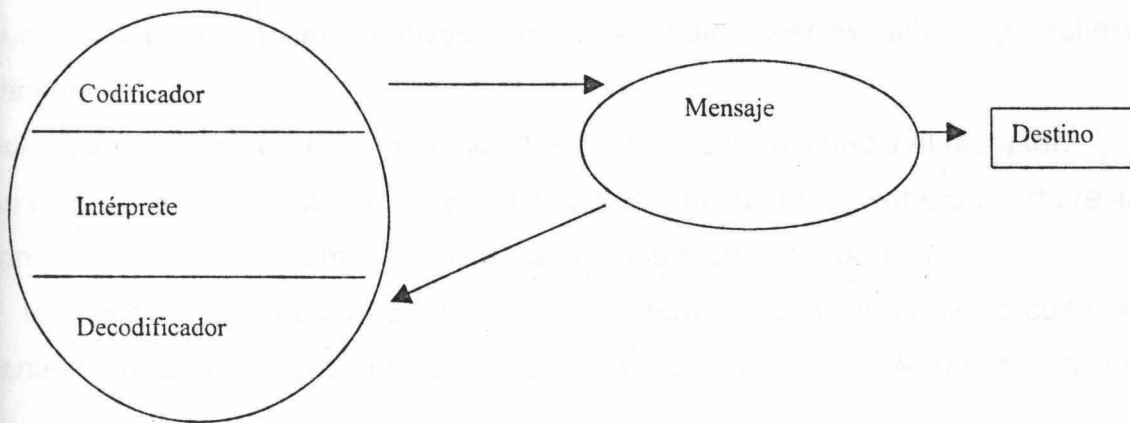 Codificador
Mensaje
Destino
Intérprete
Decodificador